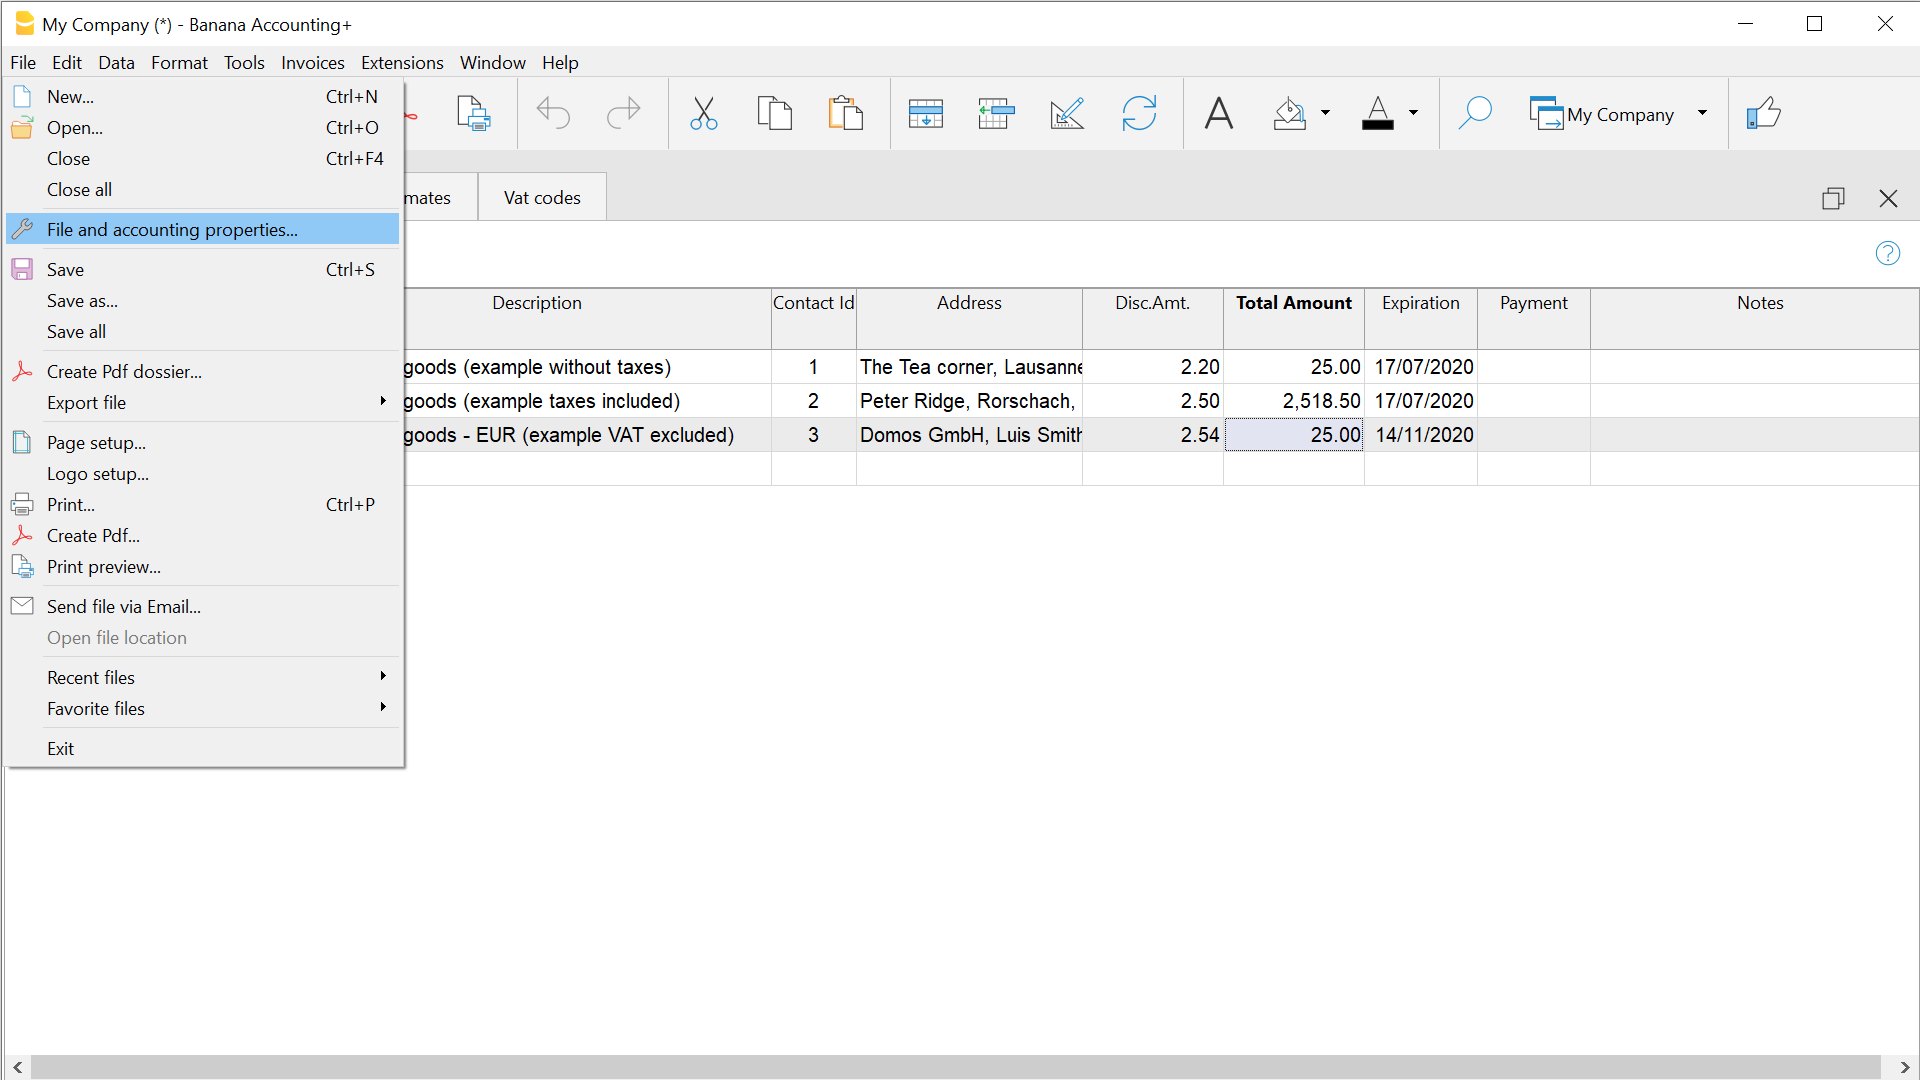 My Company (*) - Banana Accounting+
File Edit Data Format Tools Invoices Extensions Window Help
New... Ctrl+N
Open... Ctrl+O
Close Ctrl+F4
Close all
File and accounting properties...
Save Ctrl+S
Save as...
Save all
Create Pdf dossier...
Export file
Page setup...
Logo setup...
Print... Ctrl+P
Create Pdf...
Print preview...
Send file via Email...
Open file location
Recent files
Favorite files
Exit
My Company
mates Vat codes
Description Contact Id Address Disc.Amt. Total Amount Expiration Payment Notes
goods (example without taxes) 1 The Tea corner, Lausanne 2.20 25.00 17/07/2020
goods (example taxes included) 2 Peter Ridge, Rorschach, 2.50 2,518.50 17/07/2020
goods - EUR (example VAT excluded) 3 Domos GmbH, Luis Smith 2.54 25.00 14/11/2020